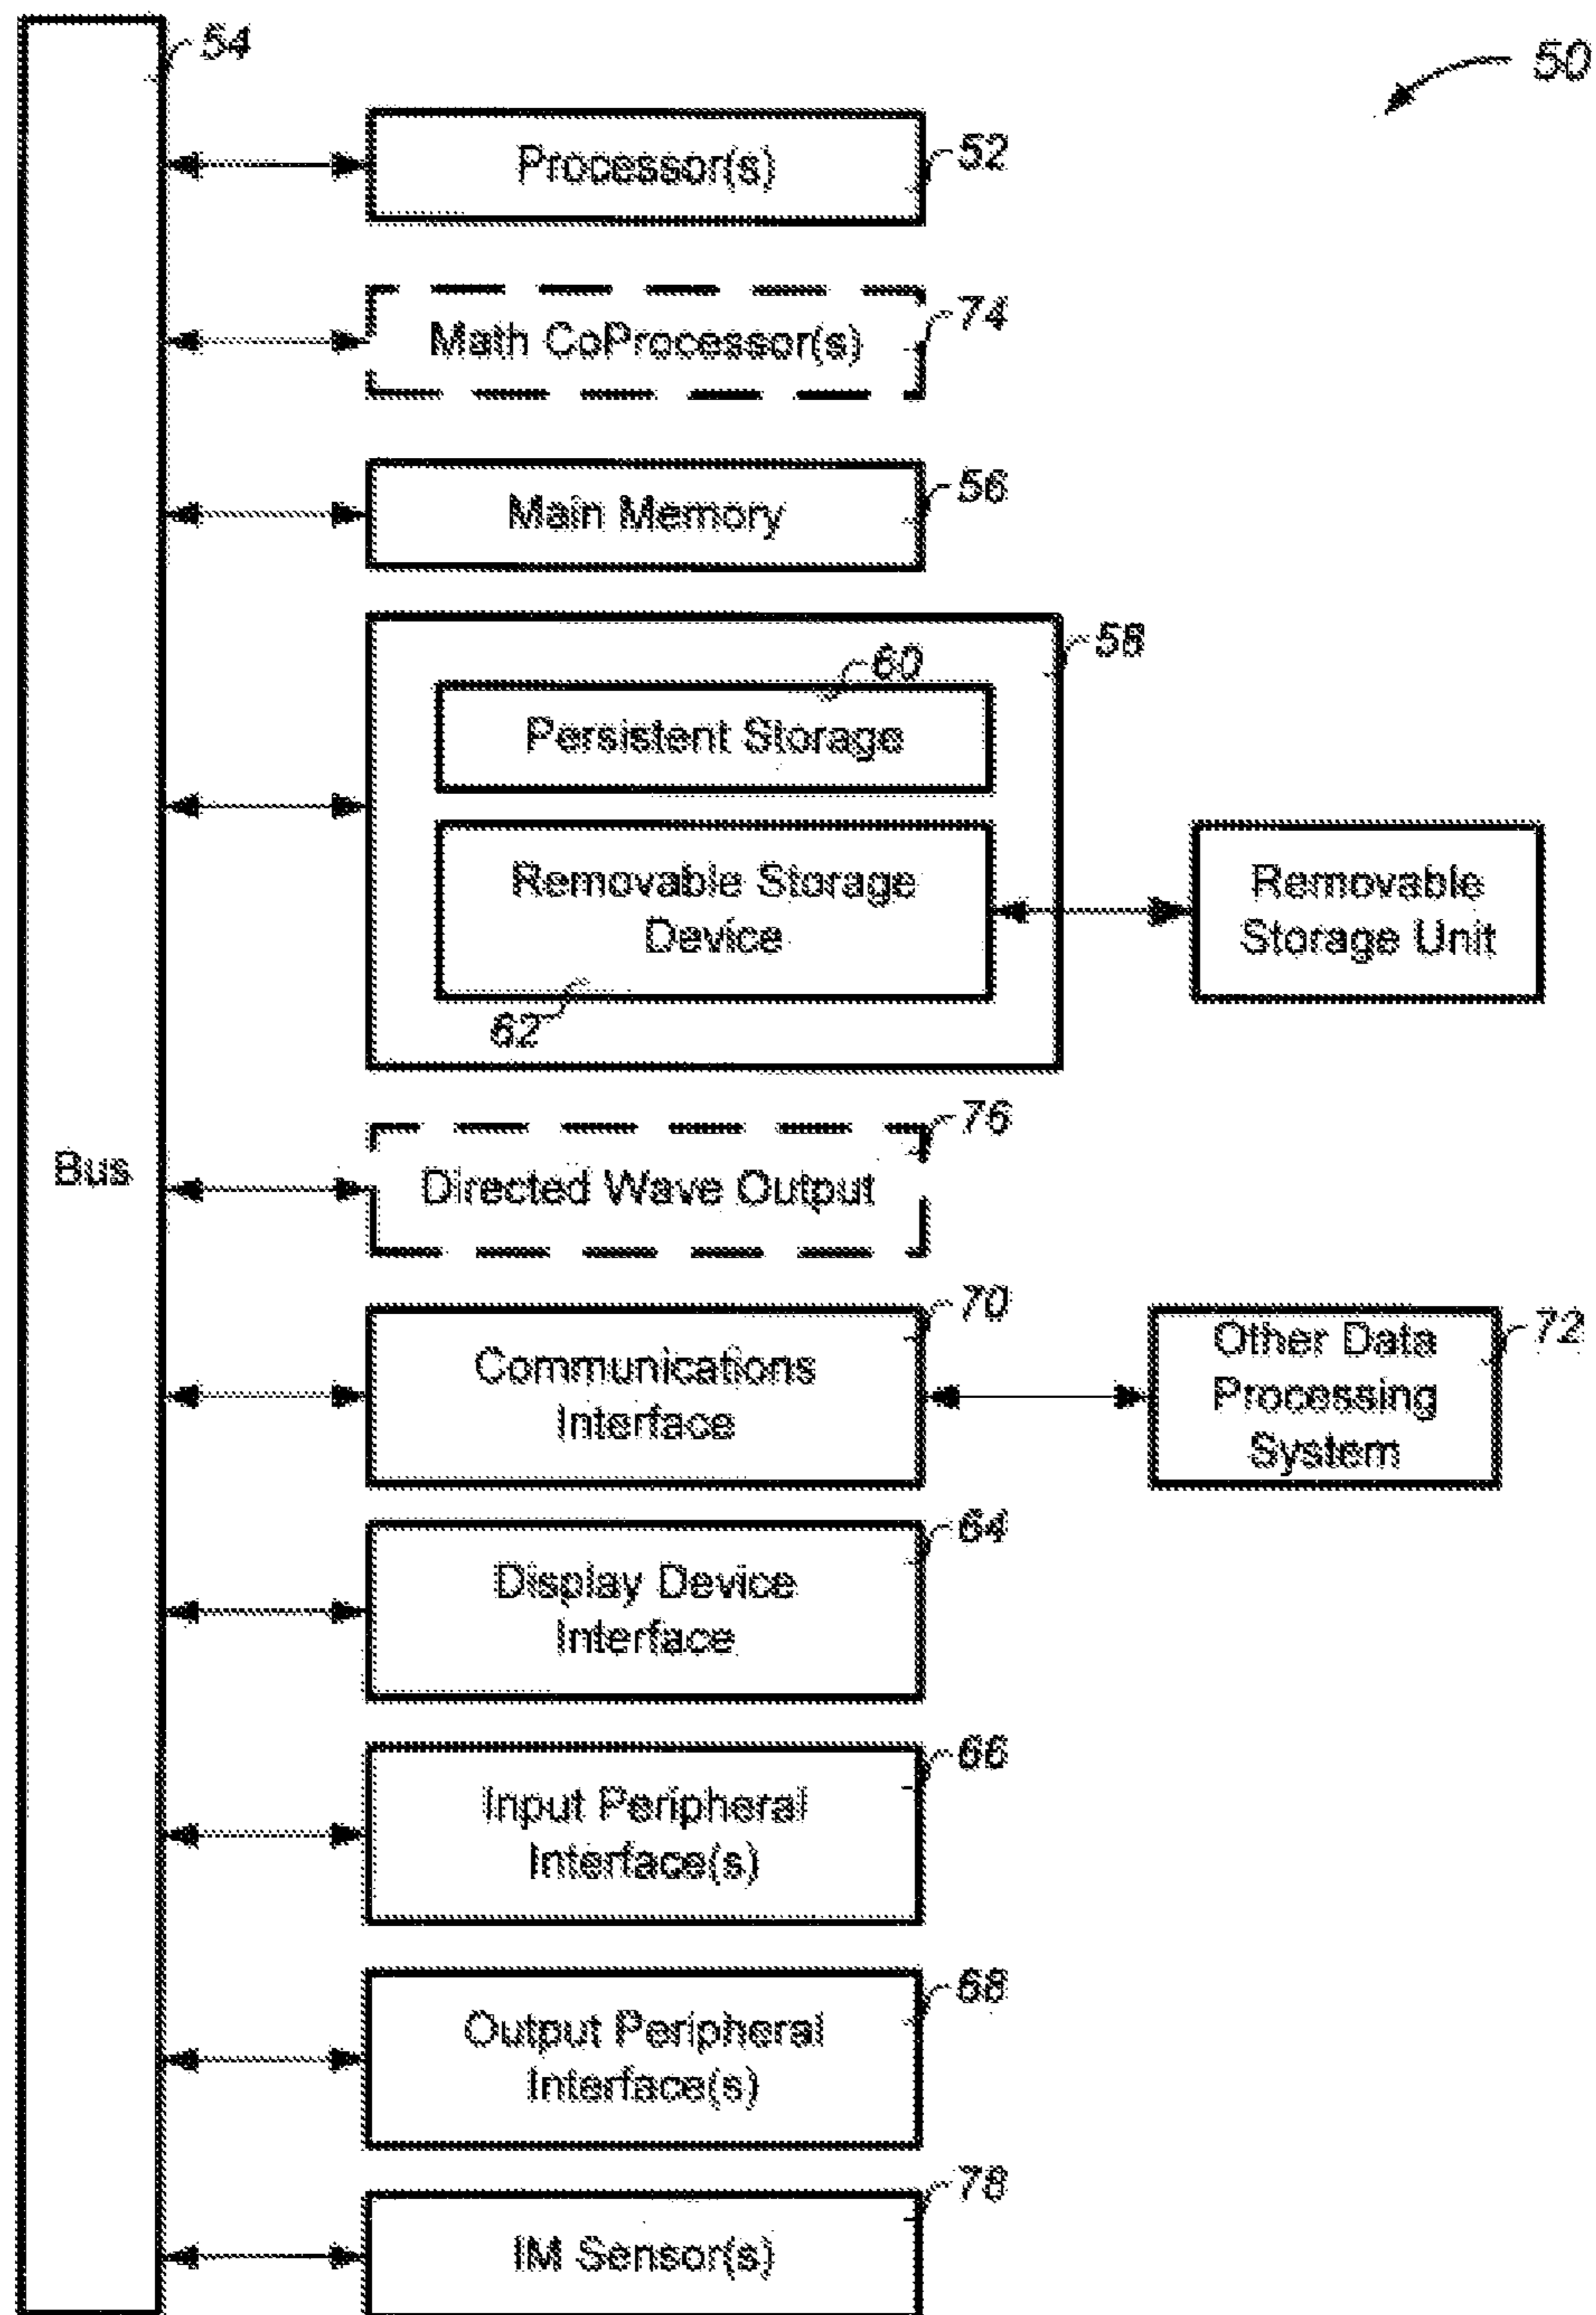 54
50
Processor(s)
52
Math CoProcessor(s)
74
Main Memory
56
58
60
Persistent Storage
Removable Storage
Device
62
Removable
Storage Unit
Bus
76
Directed Wave Output
70
Communications
Interface
Other Data
Processing
System
72
64
Display Device
Interface
66
Input Peripheral
Interface(s)
68
Output Peripheral
Interface(s)
78
IM Sensor(s)